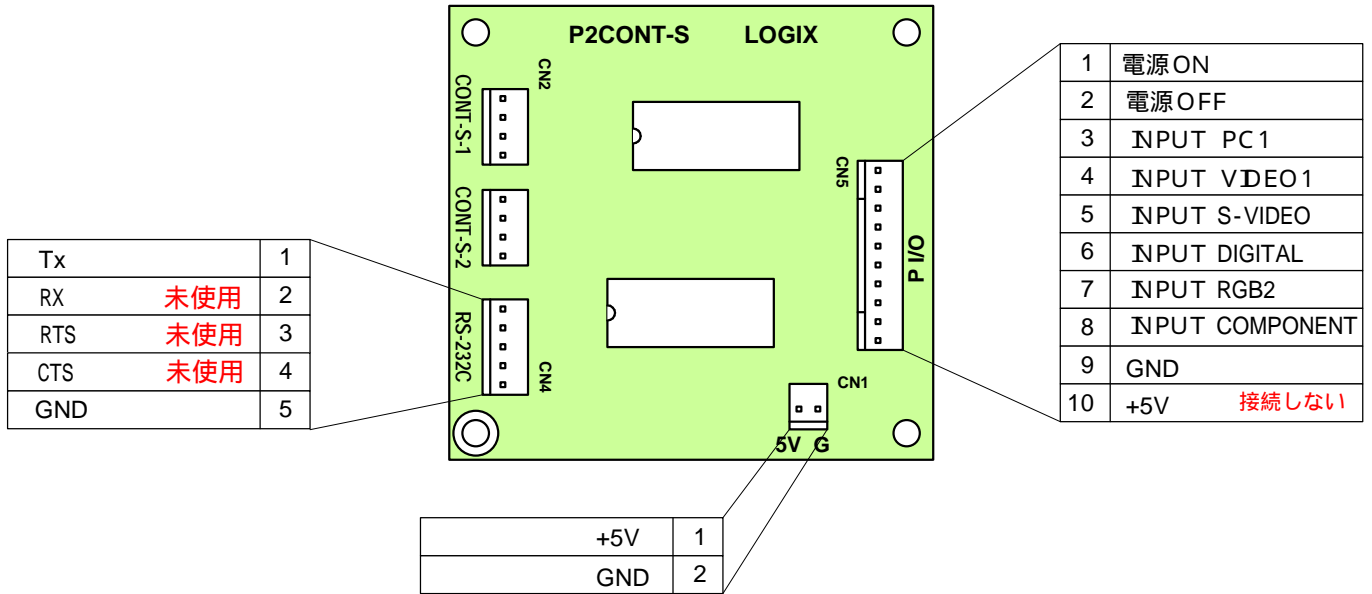 P2CONT-S LOGIX
CN2
CONT-S-1
CONT-S-2
RS-232C
CN4
CN5
P I/O
CN1
5V G
Tx 1
RX 未使用 2
RTS 未使用 3
CTS 未使用 4
GND 5
1 電源ON
2 電源OFF
3 INPUT PC1
4 INPUT VIDEO1
5 INPUT S-VIDEO
6 INPUT DIGITAL
7 INPUT RGB2
8 INPUT COMPONENT
9 GND
10 +5V 接続しない
+5V 1
GND 2